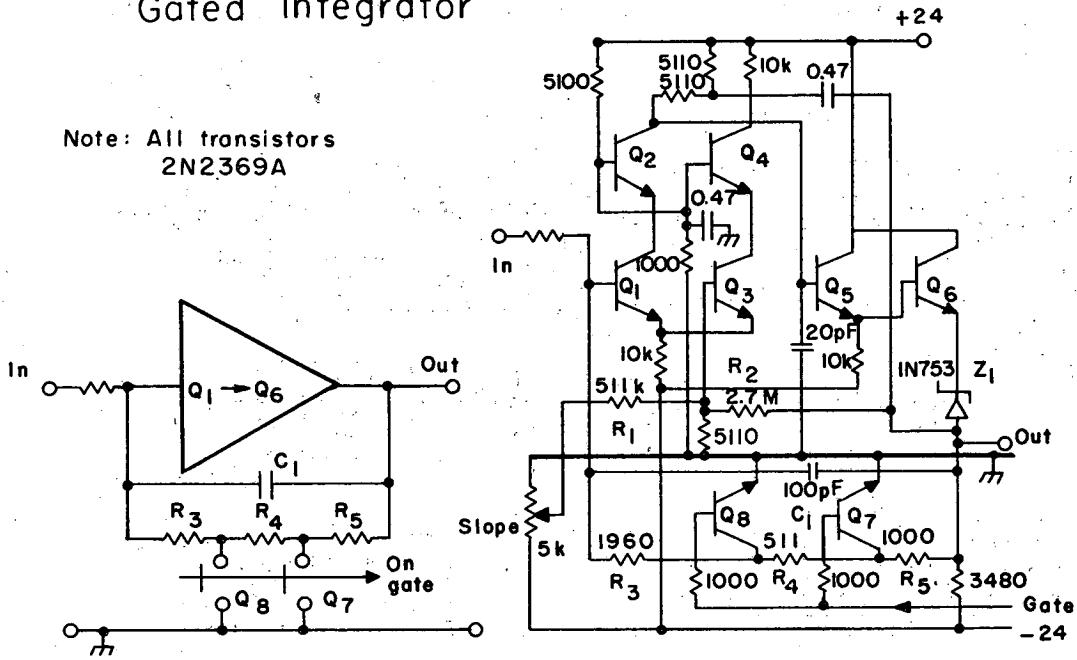 Gated Integrator
Note: All transistors
2N2369A
In
Q1 → Q6
Out
C1
R3
R4
R5
On
gate
Q8
Q7
+24
5100
5110
5110
10k
0.47
Q2
Q4
0.47
In
1000
Q1
Q3
Q5
Q6
20pF
10k
R2
10k
1N753
Z1
511k
2.7M
R1
5110
Out
100pF
Slope
5k
Q8
C1
Q7
1960
511
1000
R3
1000
R4
1000
R5
3480
Gate
-24